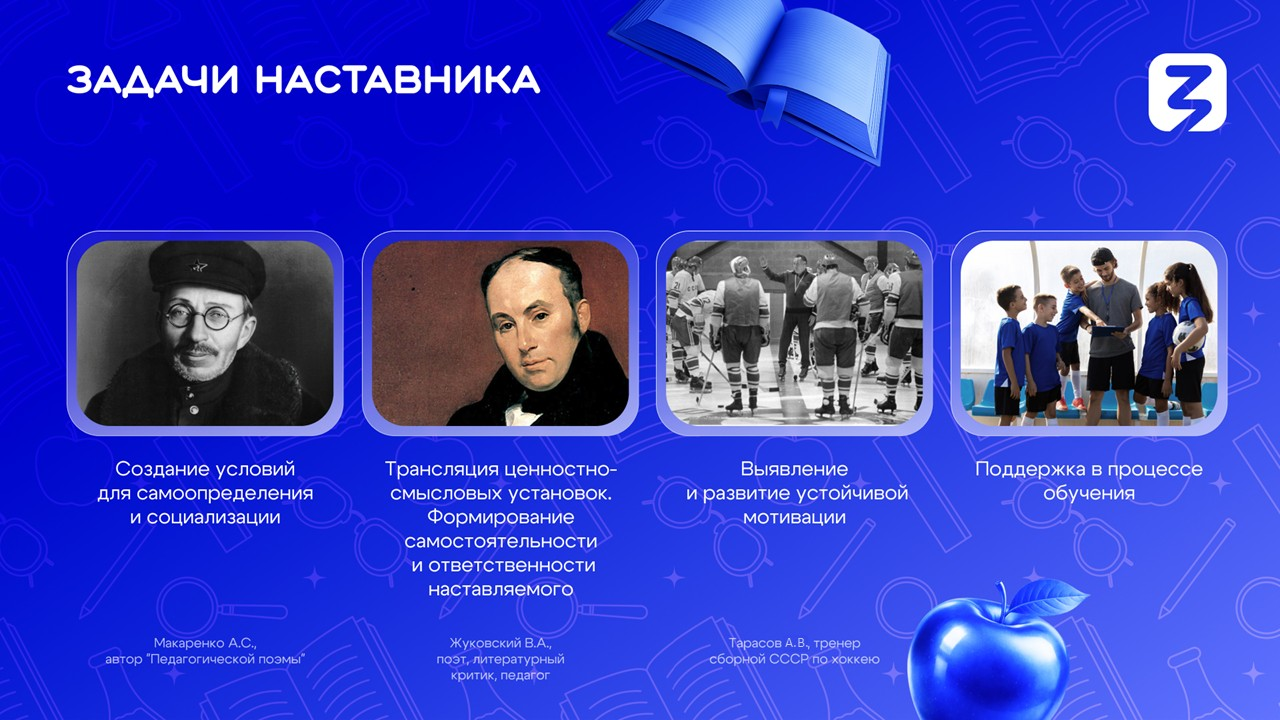 ЗАДАЧИ НАСТАВНИКА
Создание условий
для самоопределения
и социализации
Трансляция ценностно-
смысловых установок.
Формирование
самостоятельности
и ответственности
наставляемого
Выявление
и развитие устойчивой
мотивации
Поддержка в процессе
обучения
Макаренко А.С.,
автор "Педагогической поэмы"
Жуковский В.А.,
поэт, литературный
критик, педагог
Тарасов А.В., тренер
сборной СССР по хоккею